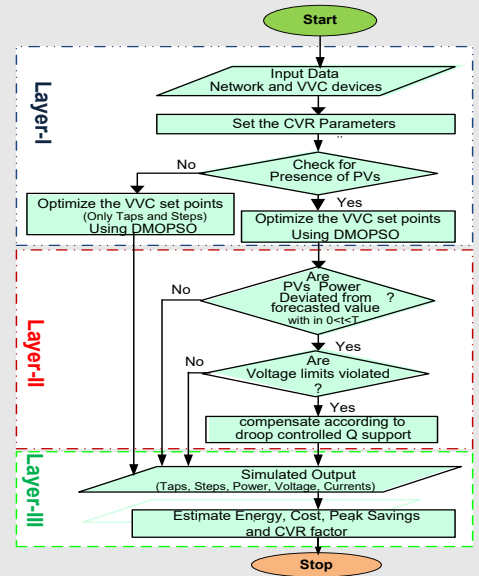 Start
Layer-I
Input Data
Network and VVC devices
Set the CVR Parameters
Check for
Presence of PVs
No
Yes
Optimize the VVC set points
(Only Taps and Steps)
Using DMOPSO
Optimize the VVC set points
Using DMOPSO
Layer-II
Are
PVs Power
Deviated from ?
forecasted value
with in 0<t<T
No
Yes
Are
Voltage limits violated
?
No
Yes
compensate according to
droop controlled Q support
Layer-III
Simulated Output
(Taps, Steps, Power, Voltage, Currents)
Estimate Energy, Cost, Peak Savings
and CVR factor
Stop